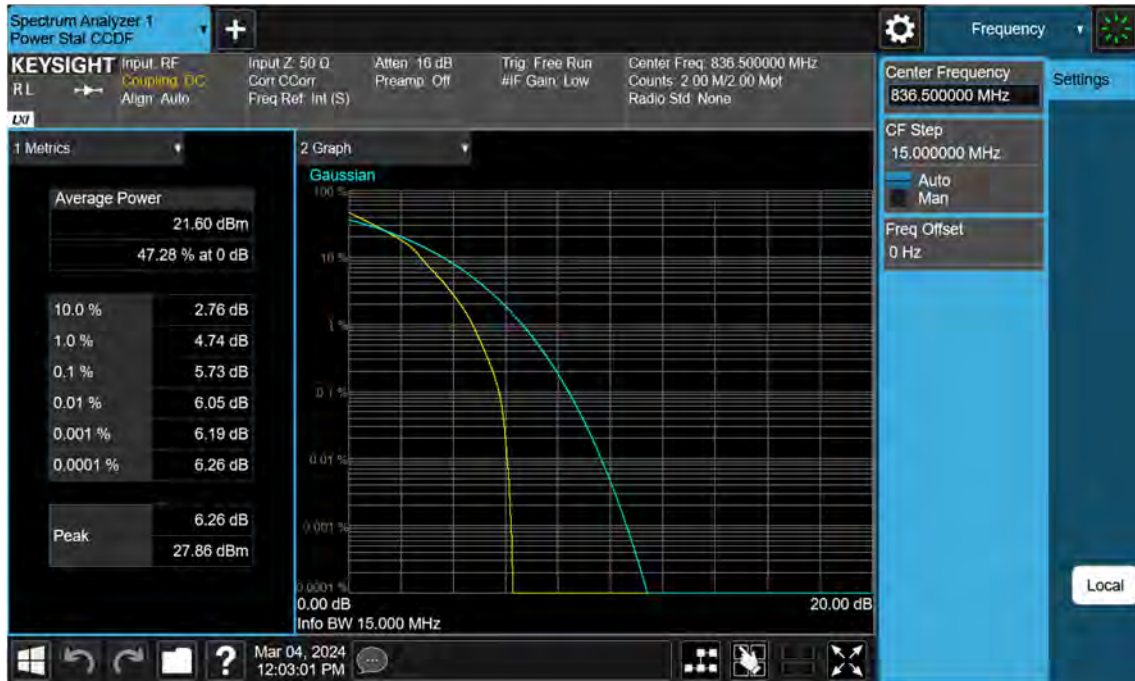 Spectrum Analyzer 1
Power Stat CCDF
Frequency
KEYSIGHT
RL
LXI
Input: RF
Coupling: DC
Align: Auto
Input Z: 50 Ω
Corr CCorr
Freq Ref: Int (S)
Atten: 16 dB
Preamp: Off
Trig: Free Run
#IF Gain: Low
Center Freq: 836.500000 MHz
Counts: 2.00 M/2.00 Mpt
Radio Std: None
Center Frequency
836.500000 MHz
Settings
CF Step
15.000000 MHz
Auto
Man
Freq Offset
0 Hz
1 Metrics
Average Power
21.60 dBm
47.28 % at 0 dB
10.0 % 2.76 dB
1.0 % 4.74 dB
0.1 % 5.73 dB
0.01 % 6.05 dB
0.001 % 6.19 dB
0.0001 % 6.26 dB
Peak
6.26 dB
27.86 dBm
2 Graph
Gaussian
100 %
10 %
1 %
0.1 %
0.01 %
0.001 %
0.0001 %
0.00 dB 20.00 dB
Info BW 15.000 MHz
Local
?
Mar 04, 2024
12:03:01 PM